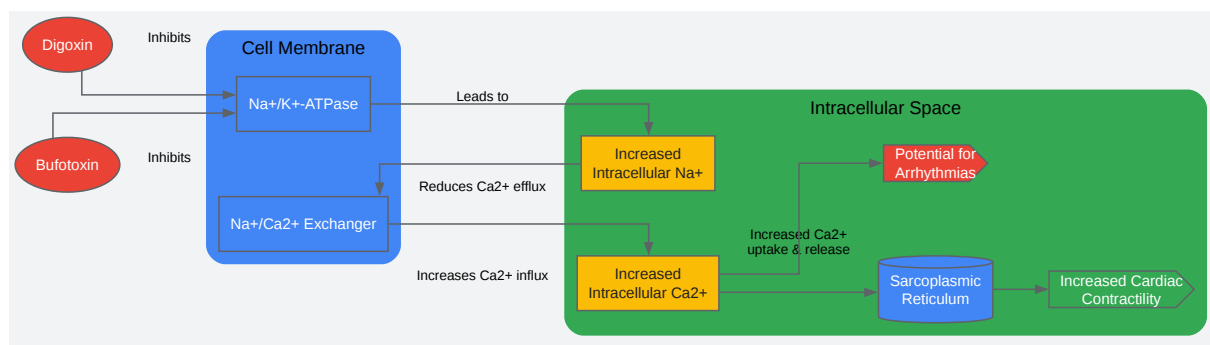 Digoxin
Inhibits
Cell Membrane
Na+/K+-ATPase
Leads to
Intracellular Space
Bufotoxin
Inhibits
Increased
Intracellular Na+
Potential for
Arrhythmias
Reduces Ca2+ efflux
Na+/Ca2+ Exchanger
Increased Ca2+
uptake & release
Increases Ca2+ influx
Increased
Intracellular Ca2+
Sarcoplasmic
Reticulum
Increased Cardiac
Contractility